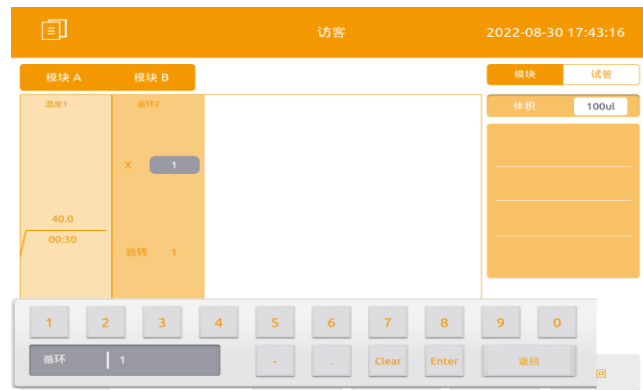 访客
2022-08-30 17:43:16
模块 A 模块 B
模块 试管
温度1 循环2
体积 100ul
X 1
40.0
00:30
跳转 1
1 2 3 4 5 6 7 8 9 0
循环 1
- . Clear Enter 返回
回